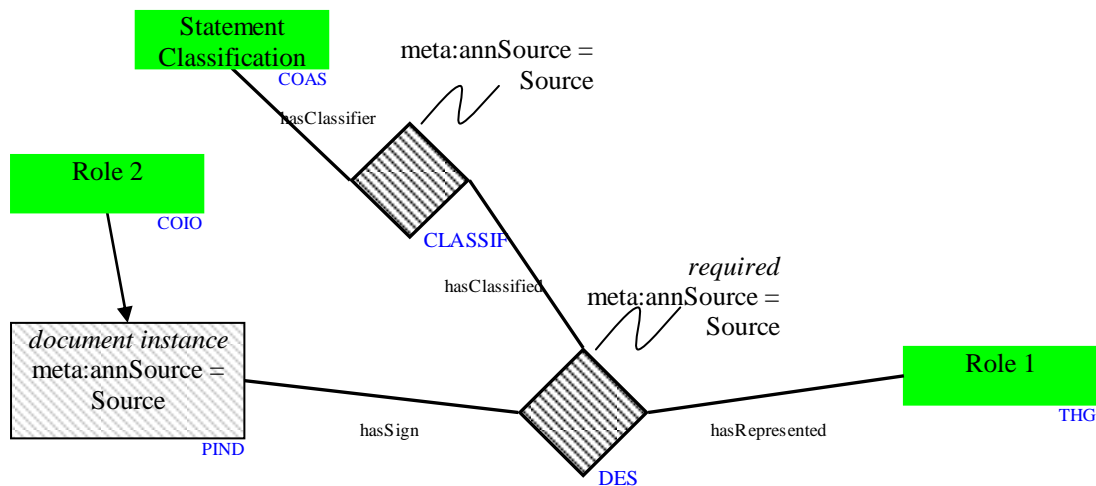 Statement
Classification
COAS
meta:annSource =
Source
hasClassifier
Role 2
COIO
CLASSIF
hasClassified
required
meta:annSource =
Source
document instance
meta:annSource =
Source
PIND
hasSign
DES
hasRepresented
Role 1
THG